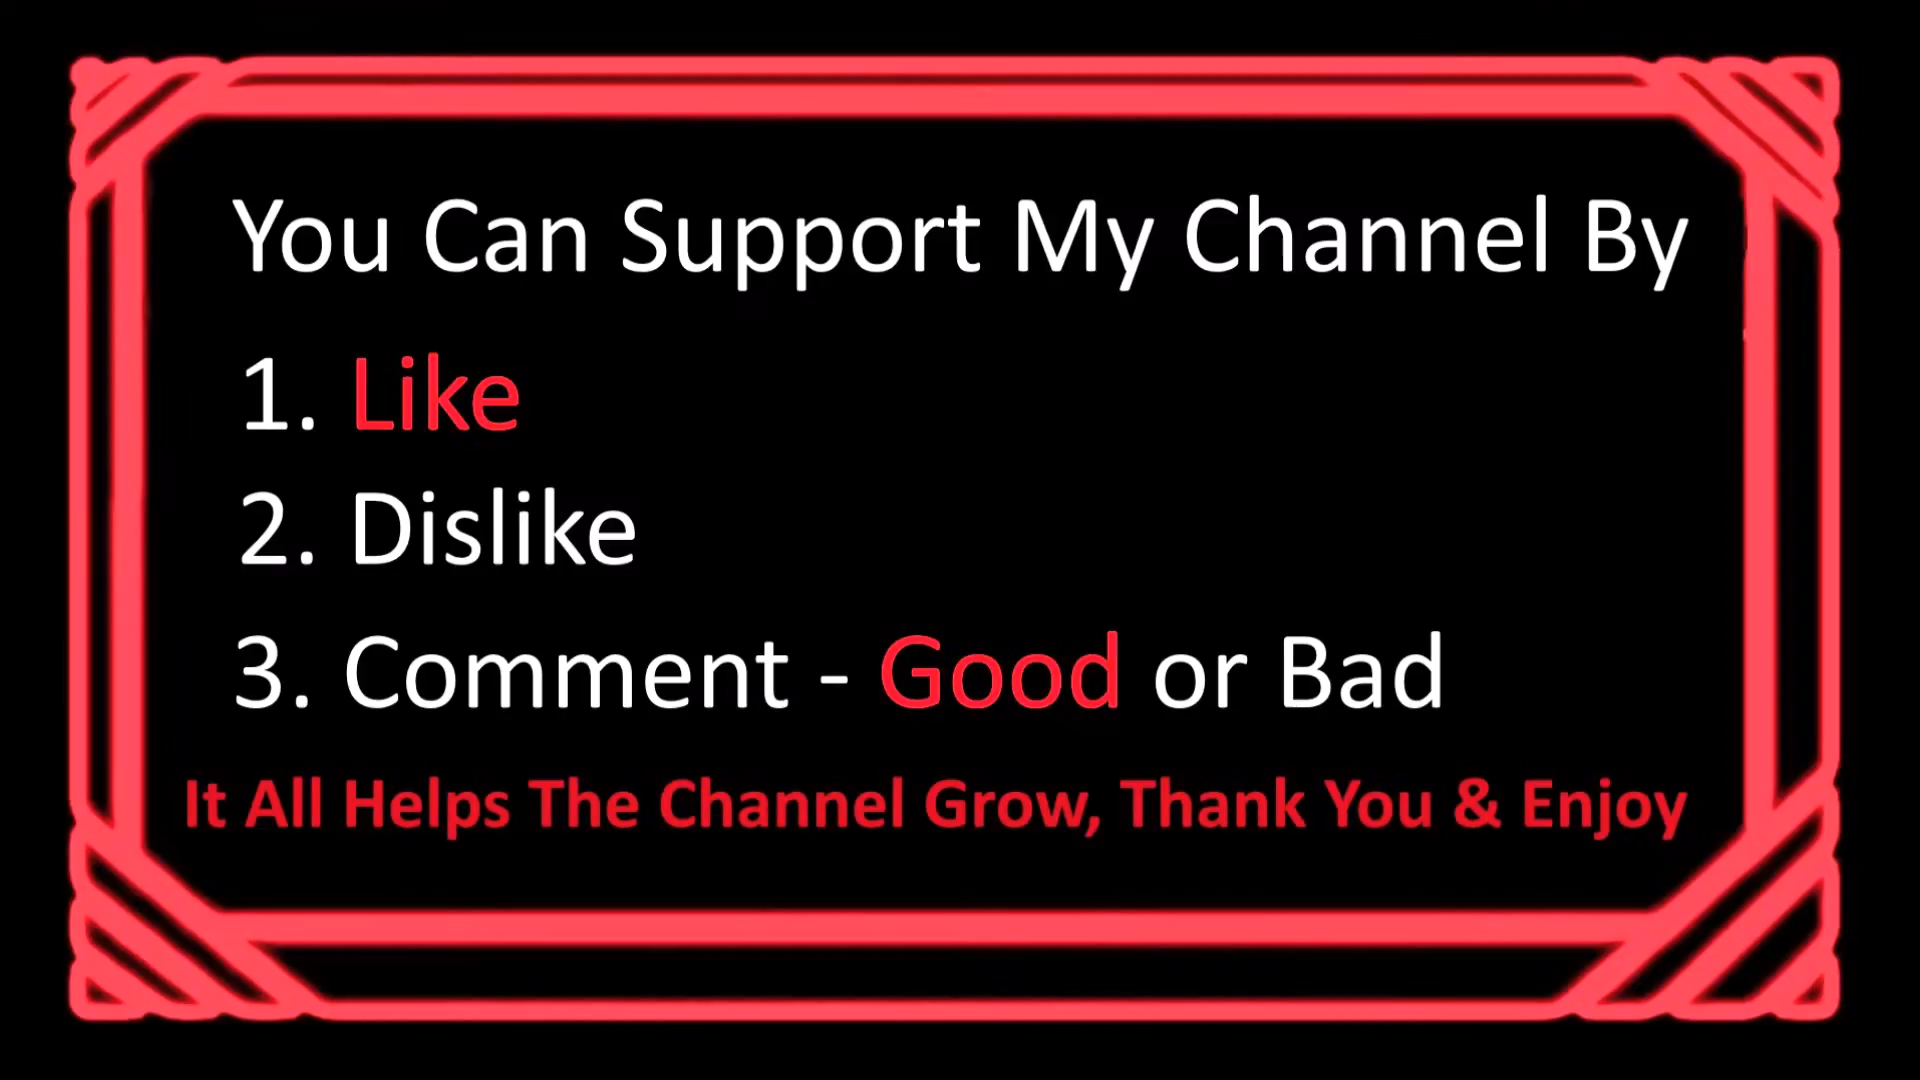 You Can Support My Channel By
1. Like
2. Dislike
3. Comment - Good or Bad
It All Helps The Channel Grow, Thank You & Enjoy